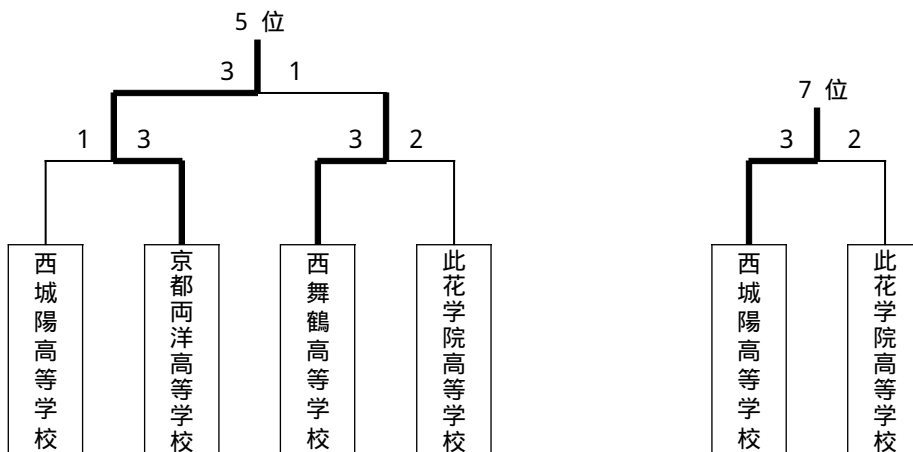 5 位
3 1
7 位
1 3 3 2
3 2
西城陽高等学校
京都両洋高等学校
西舞鶴高等学校
此花学院高等学校
西城陽高等学校
此花学院高等学校